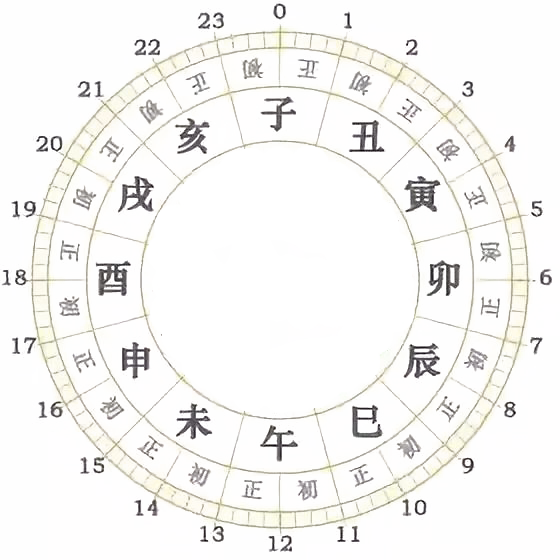 0
1
2
3
4
5
6
7
8
9
10
11
12
13
14
15
16
17
18
19
20
21
22
23
正
初
正
初
正
初
正
初
正
初
正
初
正
初
正
初
正
初
正
初
正
初
正
初
子
丑
寅
卯
辰
巳
午
未
申
酉
戌
亥